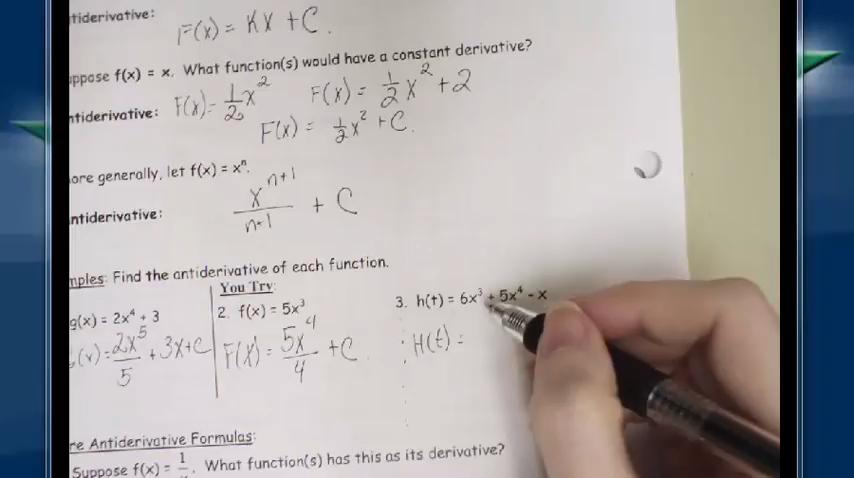 tiderivative: F(x) = Kx + C.
uppose f(x) = x. What function(s) would have a constant derivative?
ntiderivative: F(x) = 1/2 x² F(x) = 1/2 x² + 2
F(x) = 1/2 x² + C.
ore generally, let f(x) = xⁿ.
ntiderivative: x^(n+1)/(n+1) + C
mples: Find the antiderivative of each function.
You Try:
g(x) = 2x⁴ + 3
(x) = 2x⁵/5 + 3x + C
2. f(x) = 5x³
F(x) = 5x⁴/4 + C
3. h(t) = 6x³ + 5x⁴ - x
H(t) =
re Antiderivative Formulas:
Suppose f(x) = 1/ . What function(s) has this as its derivative?